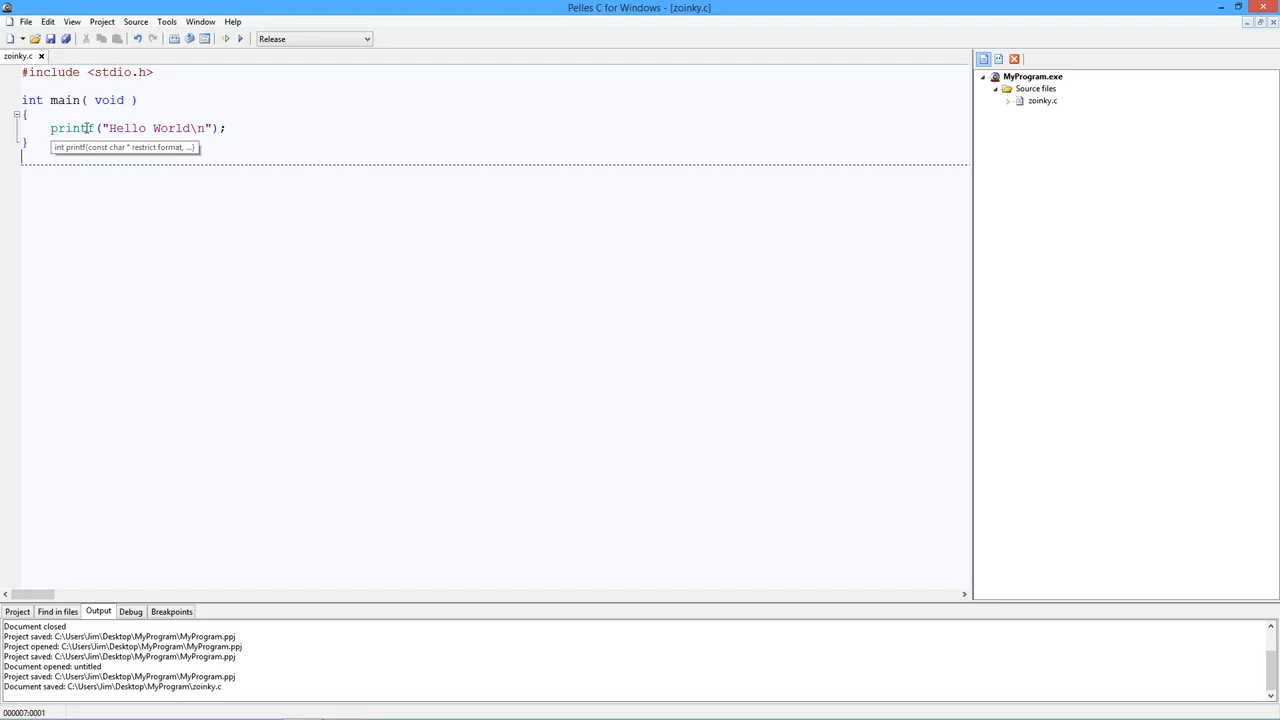 Pelles C for Windows - [zoinky.c]
File Edit View Project Source Tools Window Help
Release
zoinky.c
#include <stdio.h>
int main( void )
{
printf("Hello World\n");
}
int printf(const char * restrict format, ...)
MyProgram.exe
Source files
zoinky.c
Project Find in files Output Debug Breakpoints
Document closed
Project saved: C:\Users\Jim\Desktop\MyProgram\MyProgram.ppj
Project opened: C:\Users\Jim\Desktop\MyProgram\MyProgram.ppj
Project saved: C:\Users\Jim\Desktop\MyProgram\MyProgram.ppj
Document opened: untitled
Project saved: C:\Users\Jim\Desktop\MyProgram\MyProgram.ppj
Document saved: C:\Users\Jim\Desktop\MyProgram\zoinky.c
000007:0001